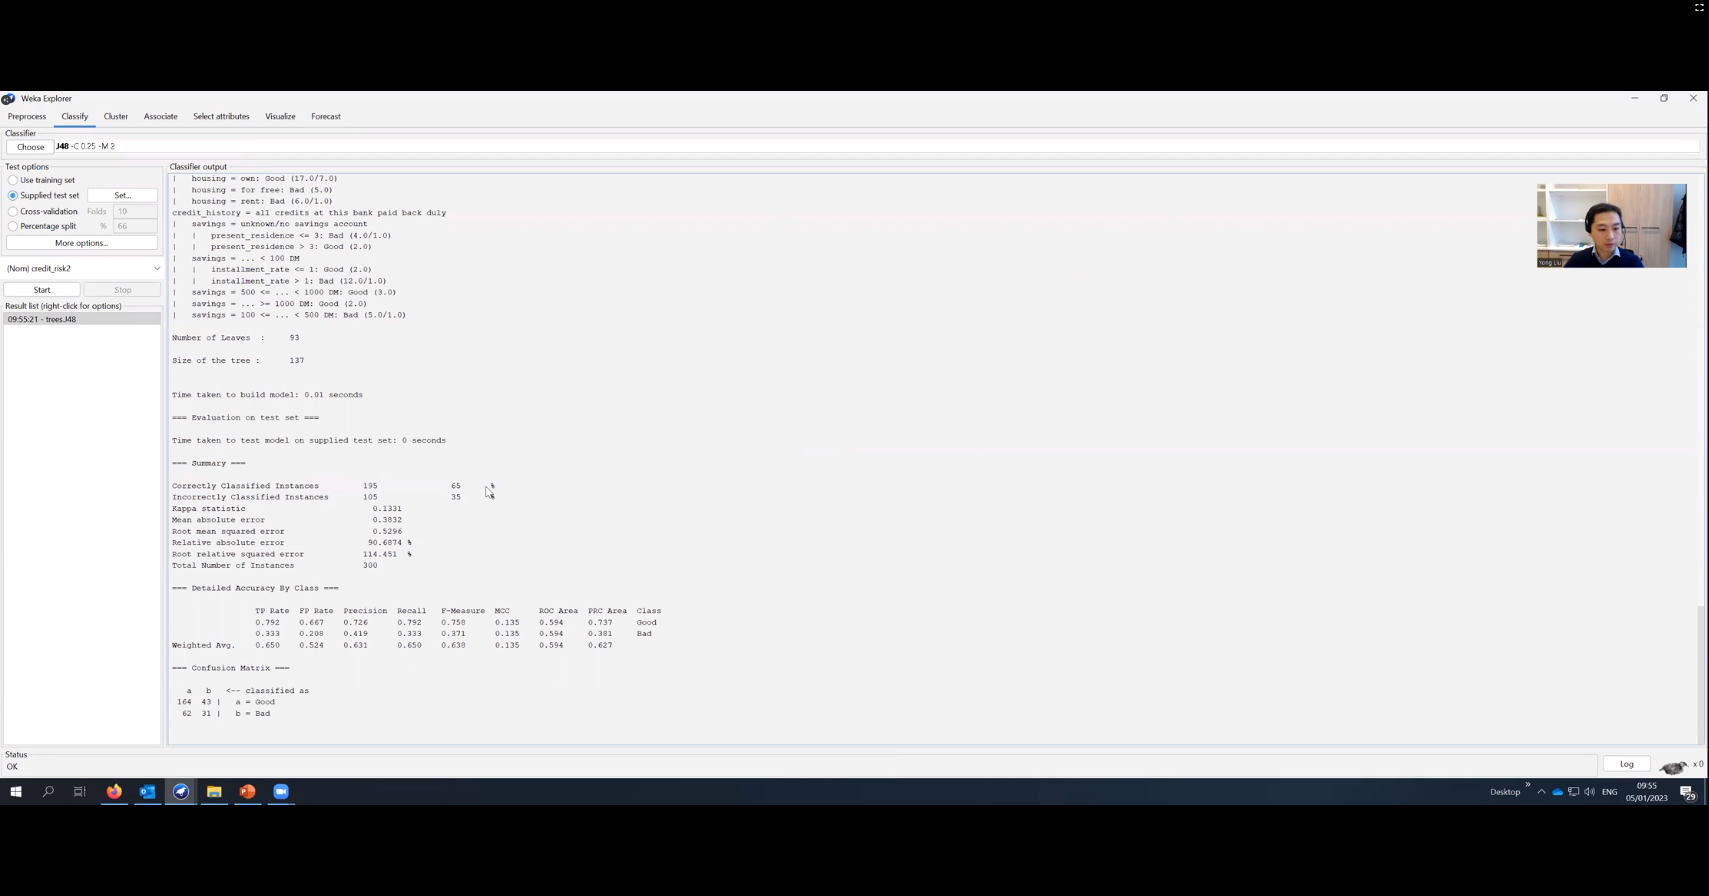 Weka Explorer
Preprocess Classify Cluster Associate Select attributes Visualize Forecast
Classifier
Choose J48 -C 0.25 -M 2
Test options
Use training set
Supplied test set Set...
Cross-validation Folds 10
Percentage split % 66
More options...
(Nom) credit_risk2
Start Stop
Result list (right-click for options)
09:55:21 - trees.J48
Classifier output
| housing = own: Good (17.0/7.0)
| housing = for free: Bad (5.0)
| housing = rent: Bad (6.0/1.0)
credit_history = all credits at this bank paid back duly
| savings = unknown/no savings account
| | present_residence <= 3: Bad (4.0/1.0)
| | present_residence > 3: Good (2.0)
| savings = ... < 100 DM
| | installment_rate <= 1: Good (2.0)
| | installment_rate > 1: Bad (12.0/1.0)
| savings = 500 <= ... < 1000 DM: Good (3.0)
| savings = ... >= 1000 DM: Good (2.0)
| savings = 100 <= ... < 500 DM: Bad (5.0/1.0)
Number of Leaves : 93
Size of the tree : 137
Time taken to build model: 0.01 seconds
=== Evaluation on test set ===
Time taken to test model on supplied test set: 0 seconds
=== Summary ===
Correctly Classified Instances 195 65 %
Incorrectly Classified Instances 105 35 %
Kappa statistic 0.1331
Mean absolute error 0.3832
Root mean squared error 0.5296
Relative absolute error 90.6874 %
Root relative squared error 114.451 %
Total Number of Instances 300
=== Detailed Accuracy By Class ===
TP Rate FP Rate Precision Recall F-Measure MCC ROC Area PRC Area Class
0.792 0.667 0.726 0.792 0.758 0.135 0.594 0.737 Good
0.333 0.208 0.419 0.333 0.371 0.135 0.594 0.381 Bad
Weighted Avg. 0.650 0.524 0.631 0.650 0.638 0.135 0.594 0.627
=== Confusion Matrix ===
a b <-- classified as
164 43 | a = Good
62 31 | b = Bad
Yong Liu
Status
OK
Log x 0
Desktop ENG 09:55
05/01/2023 29